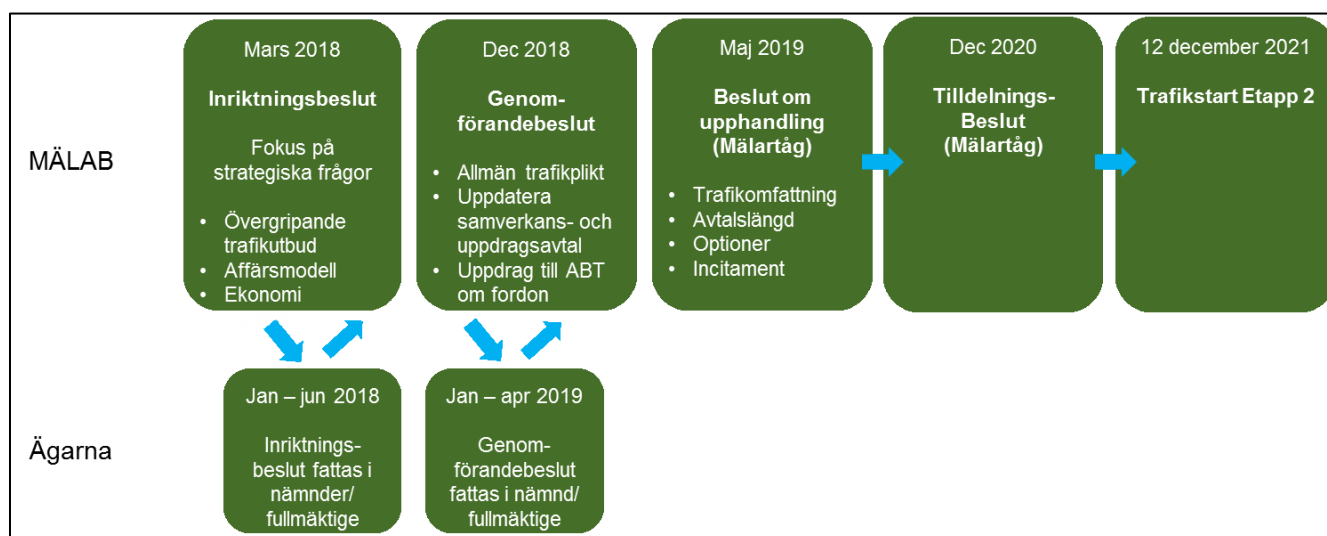 MÄLAB
Mars 2018
Inriktningsbeslut
Fokus på
strategiska frågor
• Övergripande
trafikutbud
• Affärsmodell
• Ekonomi
Dec 2018
Genom-
förandebeslut
• Allmän trafikplikt
• Uppdatera
samverkans- och
uppdragsavtal
• Uppdrag till ABT
om fordon
Maj 2019
Beslut om
upphandling
(Mälartåg)
• Trafikomfattning
• Avtalslängd
• Optioner
• Incitament
Dec 2020
Tilldelnings-
Beslut
(Mälartåg)
12 december 2021
Trafikstart Etapp 2
Ägarna
Jan – jun 2018
Inriktnings-
beslut fattas i
nämnder/
fullmäktige
Jan – apr 2019
Genom-
förandebeslut
fattas i nämnd/
fullmäktige